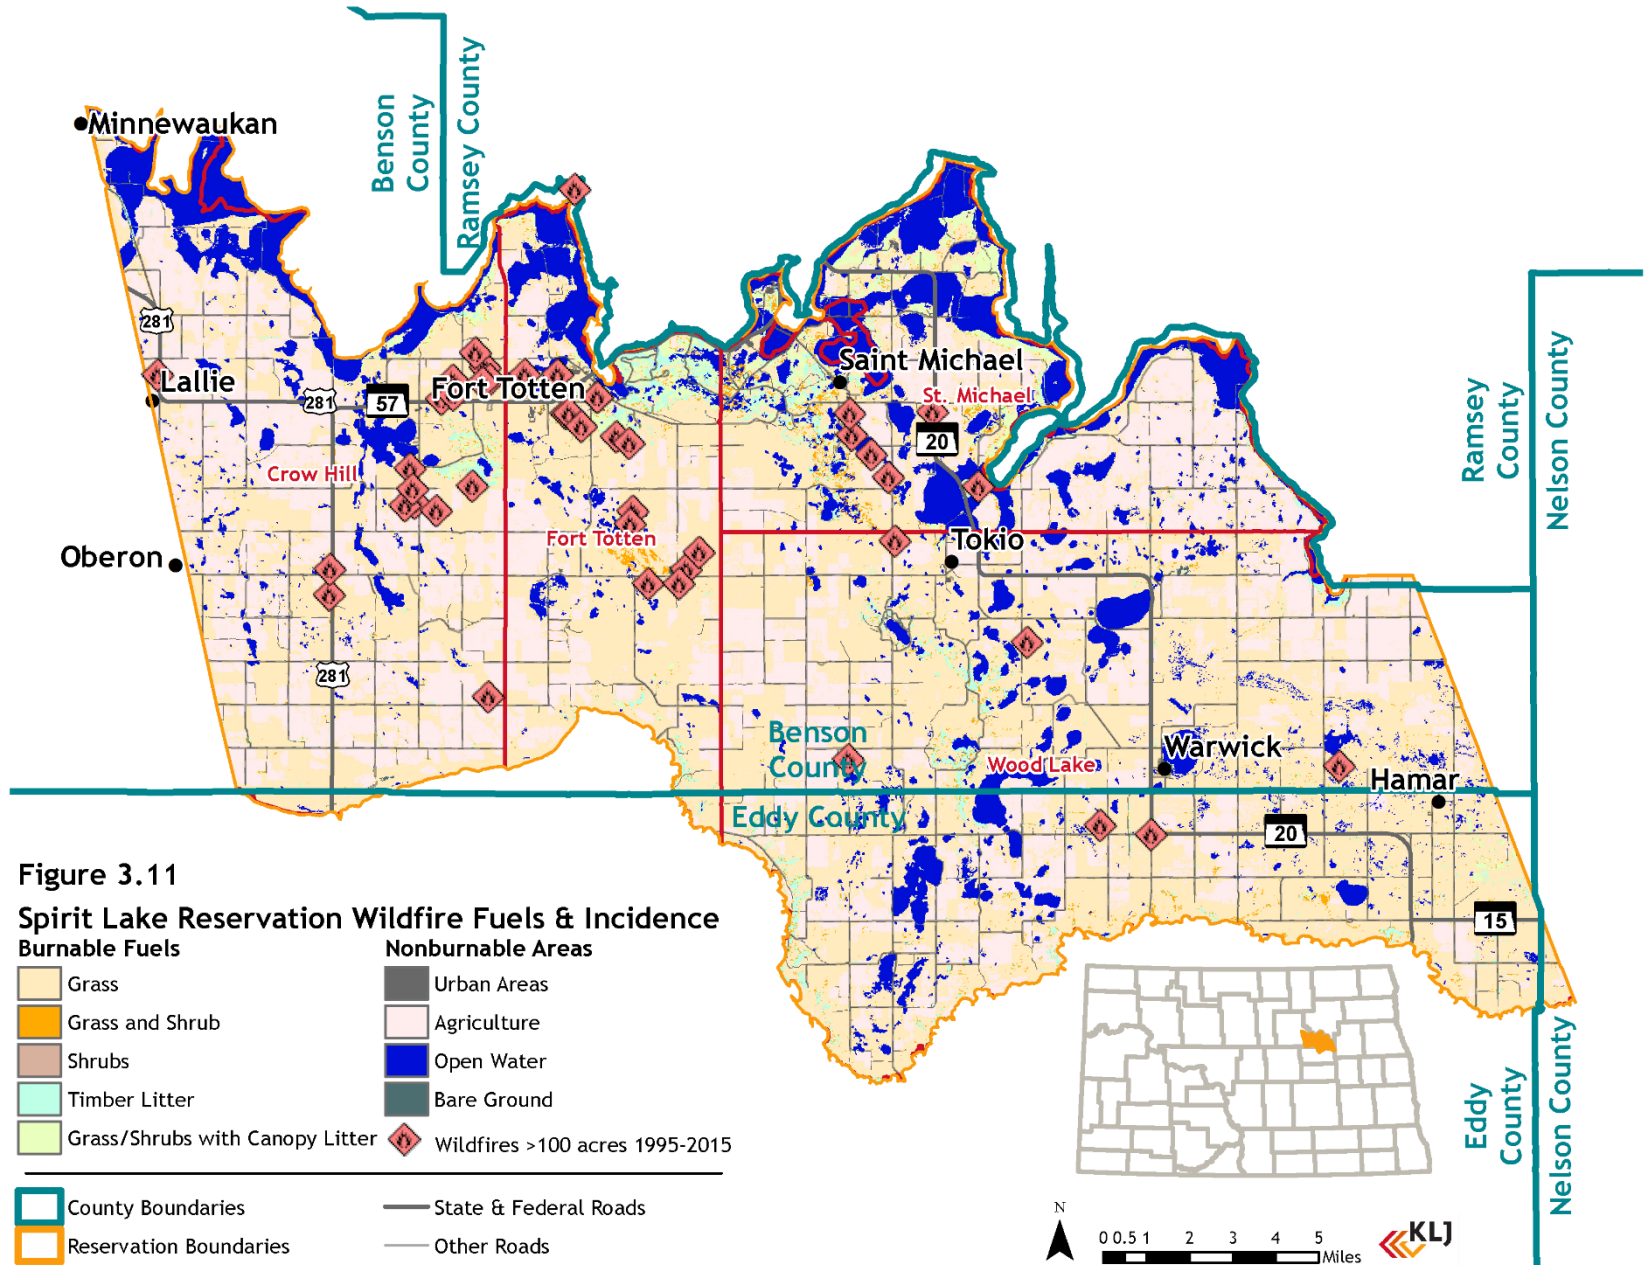 Benson
County
Ramsey County
Minnewaukan
281
Lallie
281
57
Fort Totten
Saint Michael
St. Michael
20
Crow Hill
Fort Totten
Oberon
Tokio
Ramsey
County
Nelson County
281
Benson
County
Wood Lake
Warwick
Hamar
Eddy County
20
15
Figure 3.11
Spirit Lake Reservation Wildfire Fuels & Incidence
Burnable Fuels
Grass
Grass and Shrub
Shrubs
Timber Litter
Grass/Shrubs with Canopy Litter
Nonburnable Areas
Urban Areas
Agriculture
Open Water
Bare Ground
Wildfires >100 acres 1995-2015
County Boundaries
Reservation Boundaries
State & Federal Roads
Other Roads
Eddy
County
Nelson County
N
0 0.5 1 2 3 4 5
Miles
KLJ